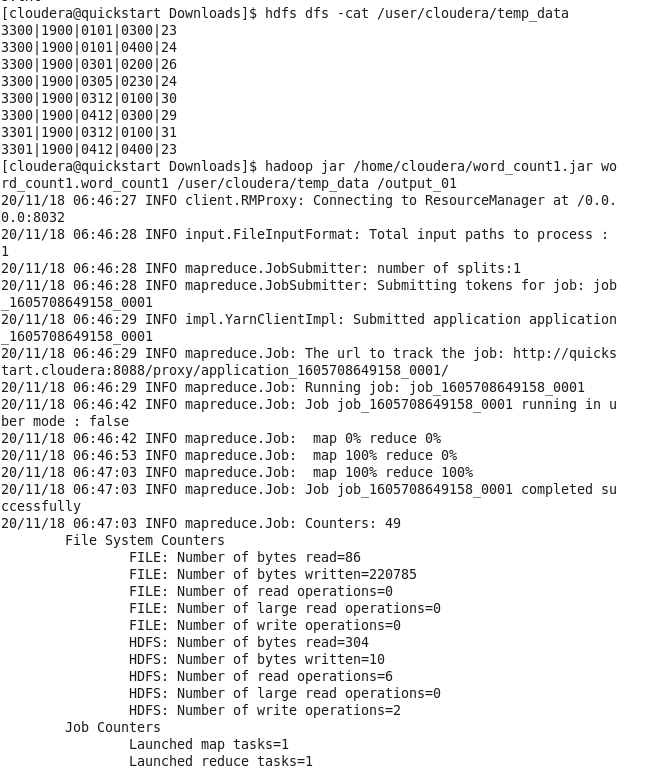 [cloudera@quickstart Downloads]$ hdfs dfs -cat /user/cloudera/temp_data
3300|1900|0101|0300|23
3300|1900|0101|0400|24
3300|1900|0301|0200|26
3300|1900|0305|0230|24
3300|1900|0312|0100|30
3300|1900|0412|0300|29
3301|1900|0312|0100|31
3301|1900|0412|0400|23
[cloudera@quickstart Downloads]$ hadoop jar /home/cloudera/word_count1.jar wo
rd_count1.word_count1 /user/cloudera/temp_data /output_01
20/11/18 06:46:27 INFO client.RMProxy: Connecting to ResourceManager at /0.0.
0.0:8032
20/11/18 06:46:28 INFO input.FileInputFormat: Total input paths to process :
1
20/11/18 06:46:28 INFO mapreduce.JobSubmitter: number of splits:1
20/11/18 06:46:28 INFO mapreduce.JobSubmitter: Submitting tokens for job: job
_1605708649158_0001
20/11/18 06:46:29 INFO impl.YarnClientImpl: Submitted application application
_1605708649158_0001
20/11/18 06:46:29 INFO mapreduce.Job: The url to track the job: http://quicks
tart.cloudera:8088/proxy/application_1605708649158_0001/
20/11/18 06:46:29 INFO mapreduce.Job: Running job: job_1605708649158_0001
20/11/18 06:46:42 INFO mapreduce.Job: Job job_1605708649158_0001 running in u
ber mode : false
20/11/18 06:46:42 INFO mapreduce.Job:  map 0% reduce 0%
20/11/18 06:46:53 INFO mapreduce.Job:  map 100% reduce 0%
20/11/18 06:47:03 INFO mapreduce.Job:  map 100% reduce 100%
20/11/18 06:47:03 INFO mapreduce.Job: Job job_1605708649158_0001 completed su
ccessfully
20/11/18 06:47:03 INFO mapreduce.Job: Counters: 49
        File System Counters
                FILE: Number of bytes read=86
                FILE: Number of bytes written=220785
                FILE: Number of read operations=0
                FILE: Number of large read operations=0
                FILE: Number of write operations=0
                HDFS: Number of bytes read=304
                HDFS: Number of bytes written=10
                HDFS: Number of read operations=6
                HDFS: Number of large read operations=0
                HDFS: Number of write operations=2
        Job Counters
                Launched map tasks=1
                Launched reduce tasks=1